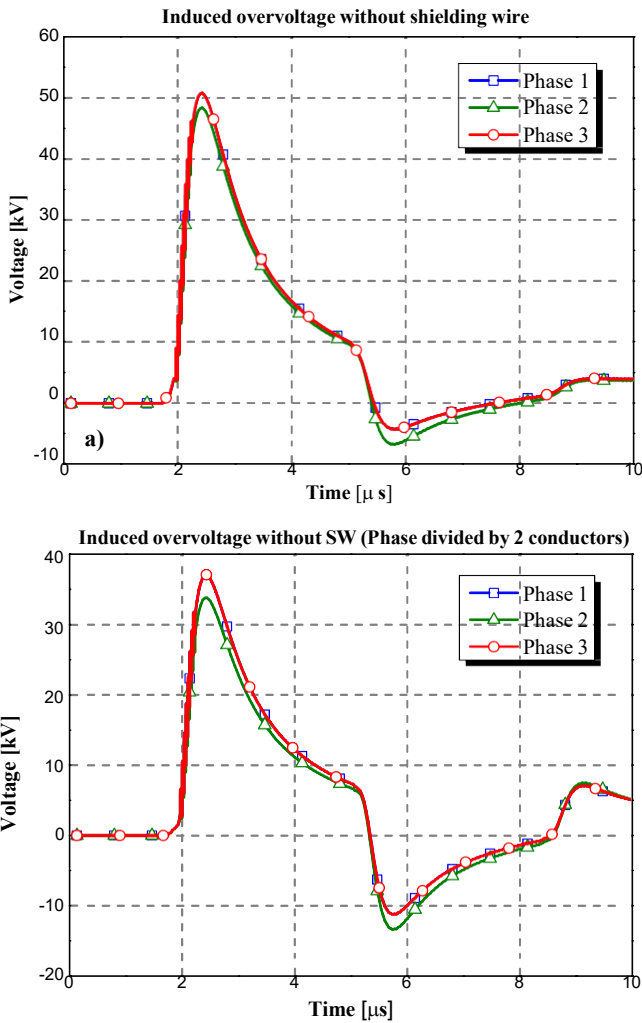 Induced overvoltage without shielding wire
60
50
40
30
20
10
0
-10
Voltage [kV]
Phase 1
Phase 2
Phase 3
a)
0 2 4 6 8 10
Time [μ s]
Induced overvoltage without SW (Phase divided by 2 conductors)
40
30
20
10
0
-10
-20
Voltage [kV]
Phase 1
Phase 2
Phase 3
0 2 4 6 8 10
Time [μs]